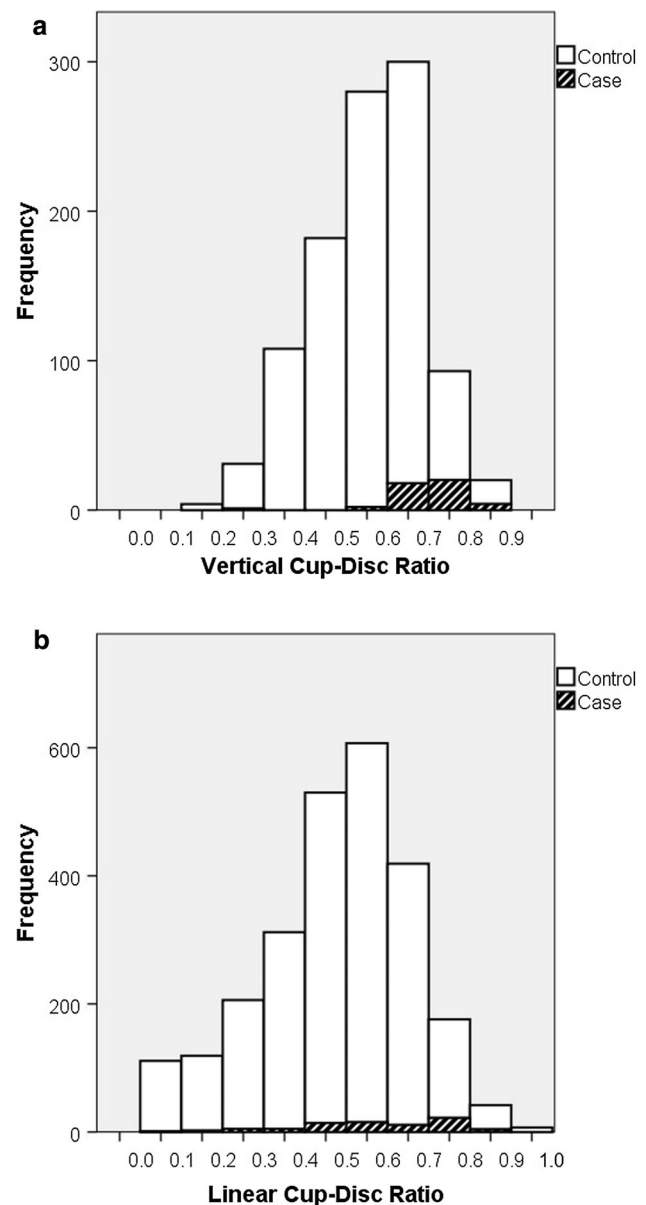 a
Control
Case
300
200
100
0
Frequency
0.0 0.1 0.2 0.3 0.4 0.5 0.6 0.7 0.8 0.9
Vertical Cup-Disc Ratio
b
Control
Case
600
400
200
0
Frequency
0.0 0.1 0.2 0.3 0.4 0.5 0.6 0.7 0.8 0.9 1.0
Linear Cup-Disc Ratio